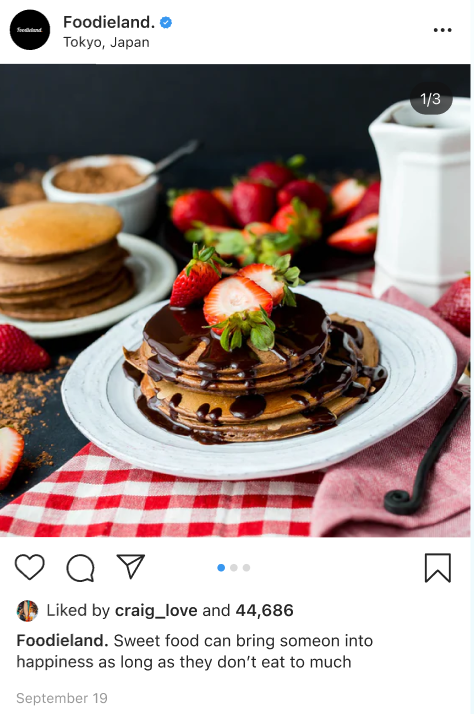 Foodieland.
Foodieland.
Tokyo, Japan
1/3
Liked by craig_love and 44,686
Foodieland. Sweet food can bring someon into
happiness as long as they don't eat to much
September 19